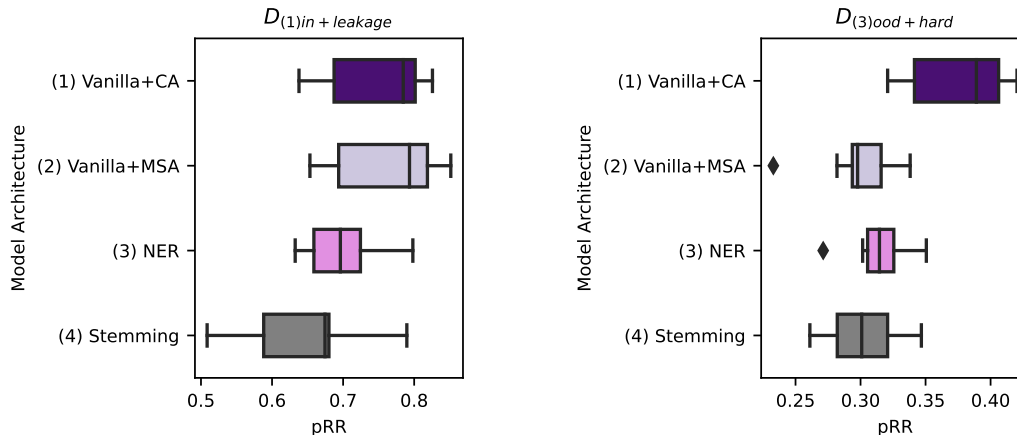 D(1)in+leakage
(1) Vanilla+CA
(2) Vanilla+MSA
(3) NER
(4) Stemming
Model Architecture
0.5 0.6 0.7 0.8
pRR
D(3)ood+hard
(1) Vanilla+CA
(2) Vanilla+MSA
(3) NER
(4) Stemming
Model Architecture
0.25 0.30 0.35 0.40
pRR